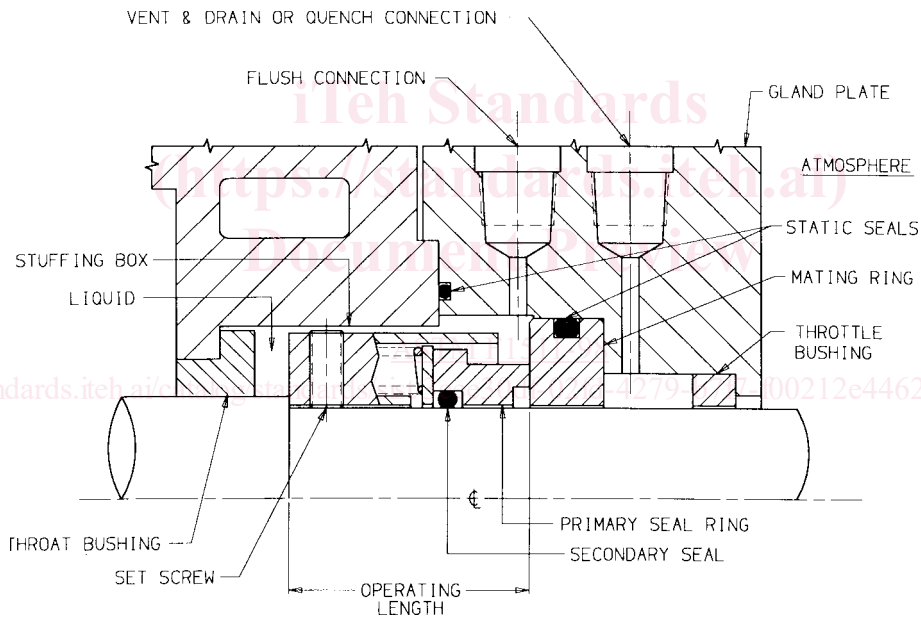 VENT & DRAIN OR QUENCH CONNECTION
FLUSH CONNECTION
iTeh Standards
GLAND PLATE
(https://standards.iteh.ai)
ATMOSPHERE
STATIC SEALS
Document Preview
STUFFING BOX
MATING RING
LIQUID
THROTTLE
BUSHING
PRIMARY SEAL RING
THROAT BUSHING
SECONDARY SEAL
SET SCREW
OPERATING
LENGTH